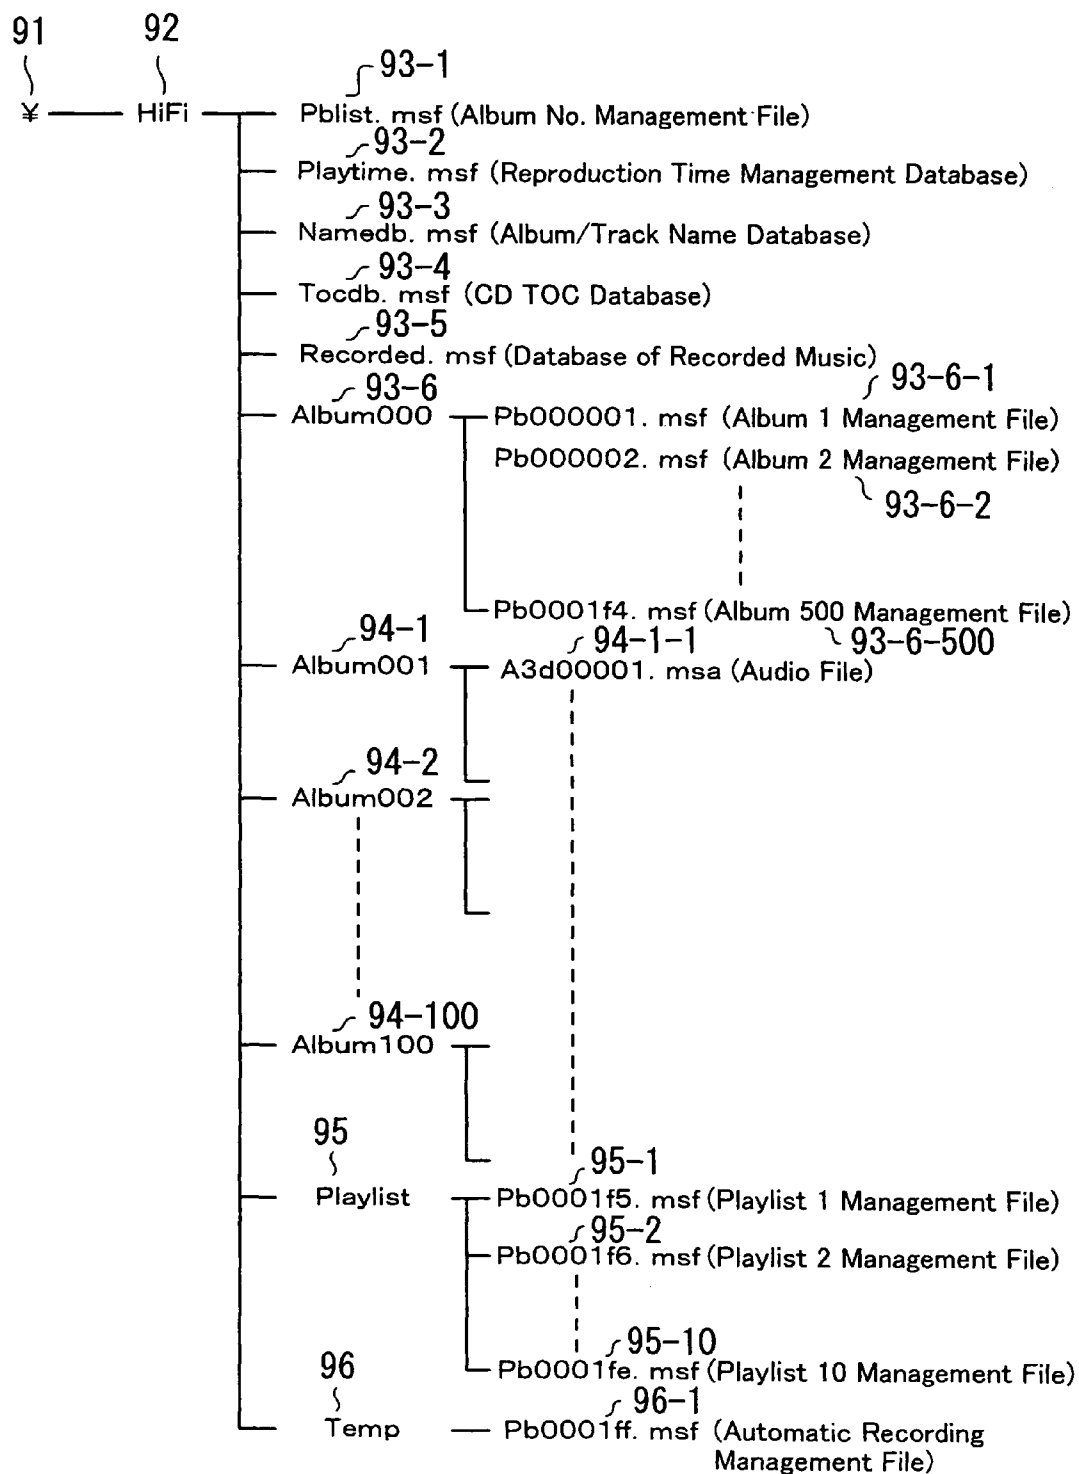 91
92
93-1
¥
HiFi
Pblist. msf (Album No. Management File)
93-2
Playtime. msf (Reproduction Time Management Database)
93-3
Namedb. msf (Album/Track Name Database)
93-4
Tocdb. msf (CD TOC Database)
93-5
Recorded. msf (Database of Recorded Music)
93-6
93-6-1
Album000
Pb000001. msf (Album 1 Management File)
Pb000002. msf (Album 2 Management File)
93-6-2
Pb0001f4. msf (Album 500 Management File)
94-1
94-1-1
93-6-500
Album001
A3d00001. msa (Audio File)
94-2
Album002
94-100
Album100
95
95-1
Playlist
Pb0001f5. msf (Playlist 1 Management File)
95-2
Pb0001f6. msf (Playlist 2 Management File)
95-10
Pb0001fe. msf (Playlist 10 Management File)
96
96-1
Temp
Pb0001ff. msf (Automatic Recording
Management File)